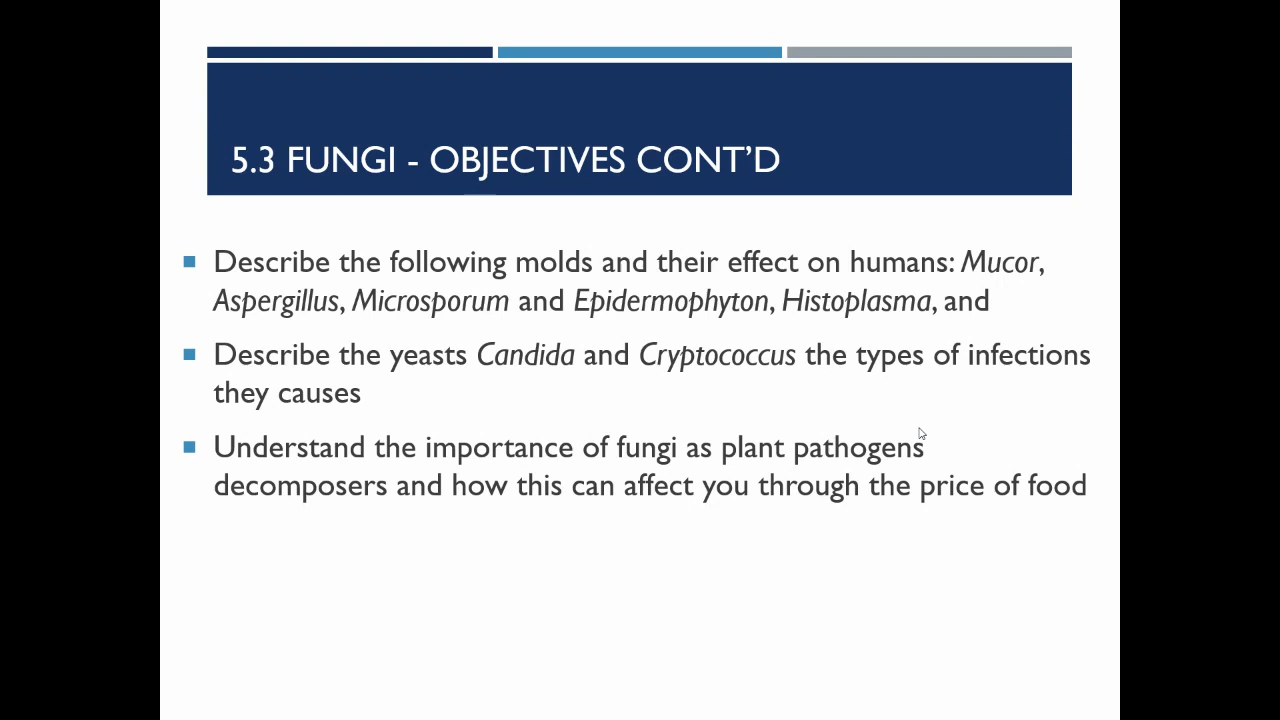 5.3 FUNGI - OBJECTIVES CONT’D
Describe the following molds and their effect on humans: Mucor,
Aspergillus, Microsporum and Epidermophyton, Histoplasma, and
Describe the yeasts Candida and Cryptococcus the types of infections
they causes
Understand the importance of fungi as plant pathogens
decomposers and how this can affect you through the price of food